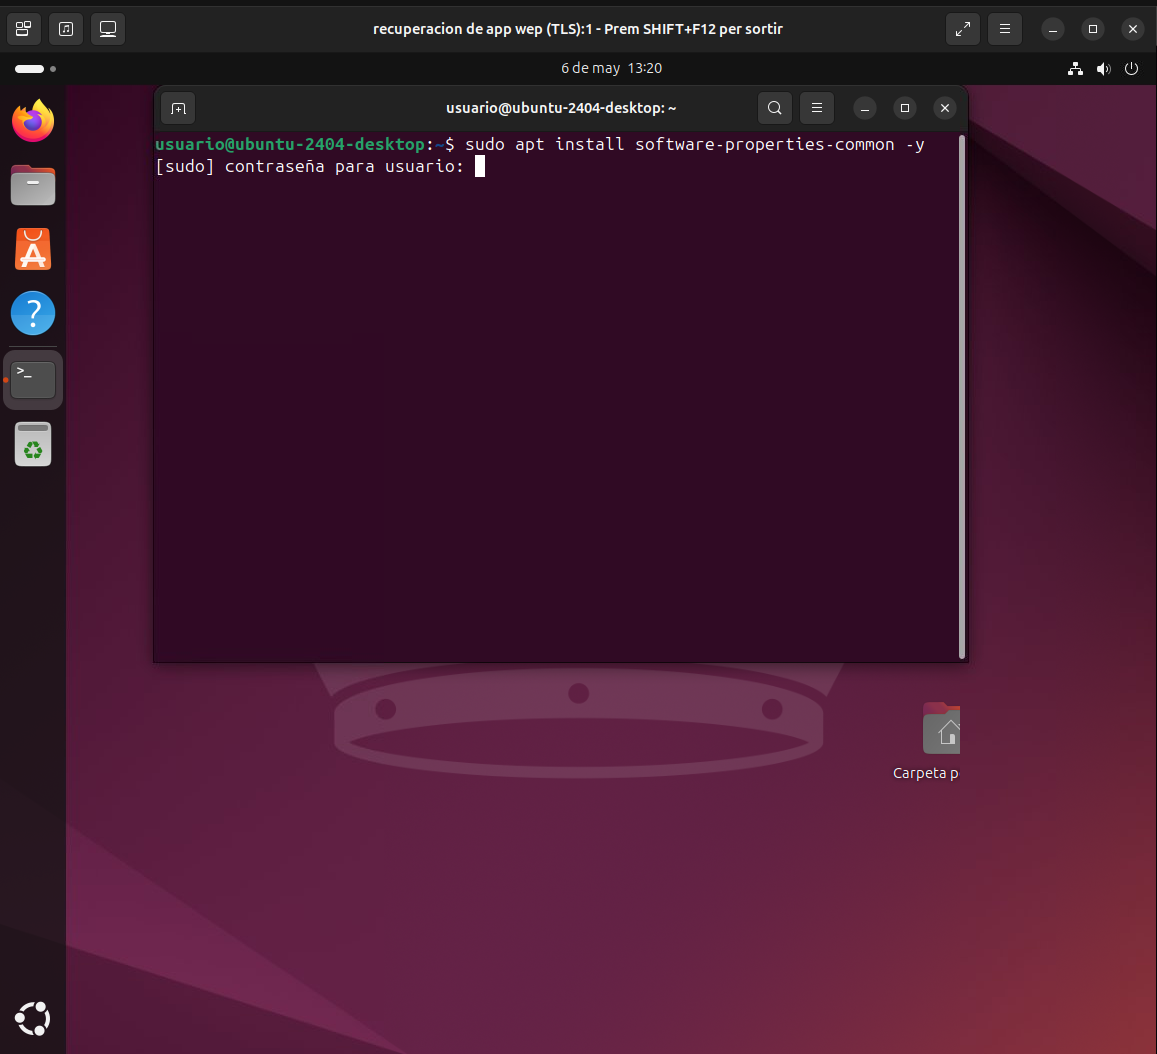 recuperacion de app wep (TLS):1 - Prem SHIFT+F12 per sortir
6 de may 13:20
usuario@ubuntu-2404-desktop: ~
usuario@ubuntu-2404-desktop:~$ sudo apt install software-properties-common -y
[sudo] contraseña para usuario:
Carpeta p